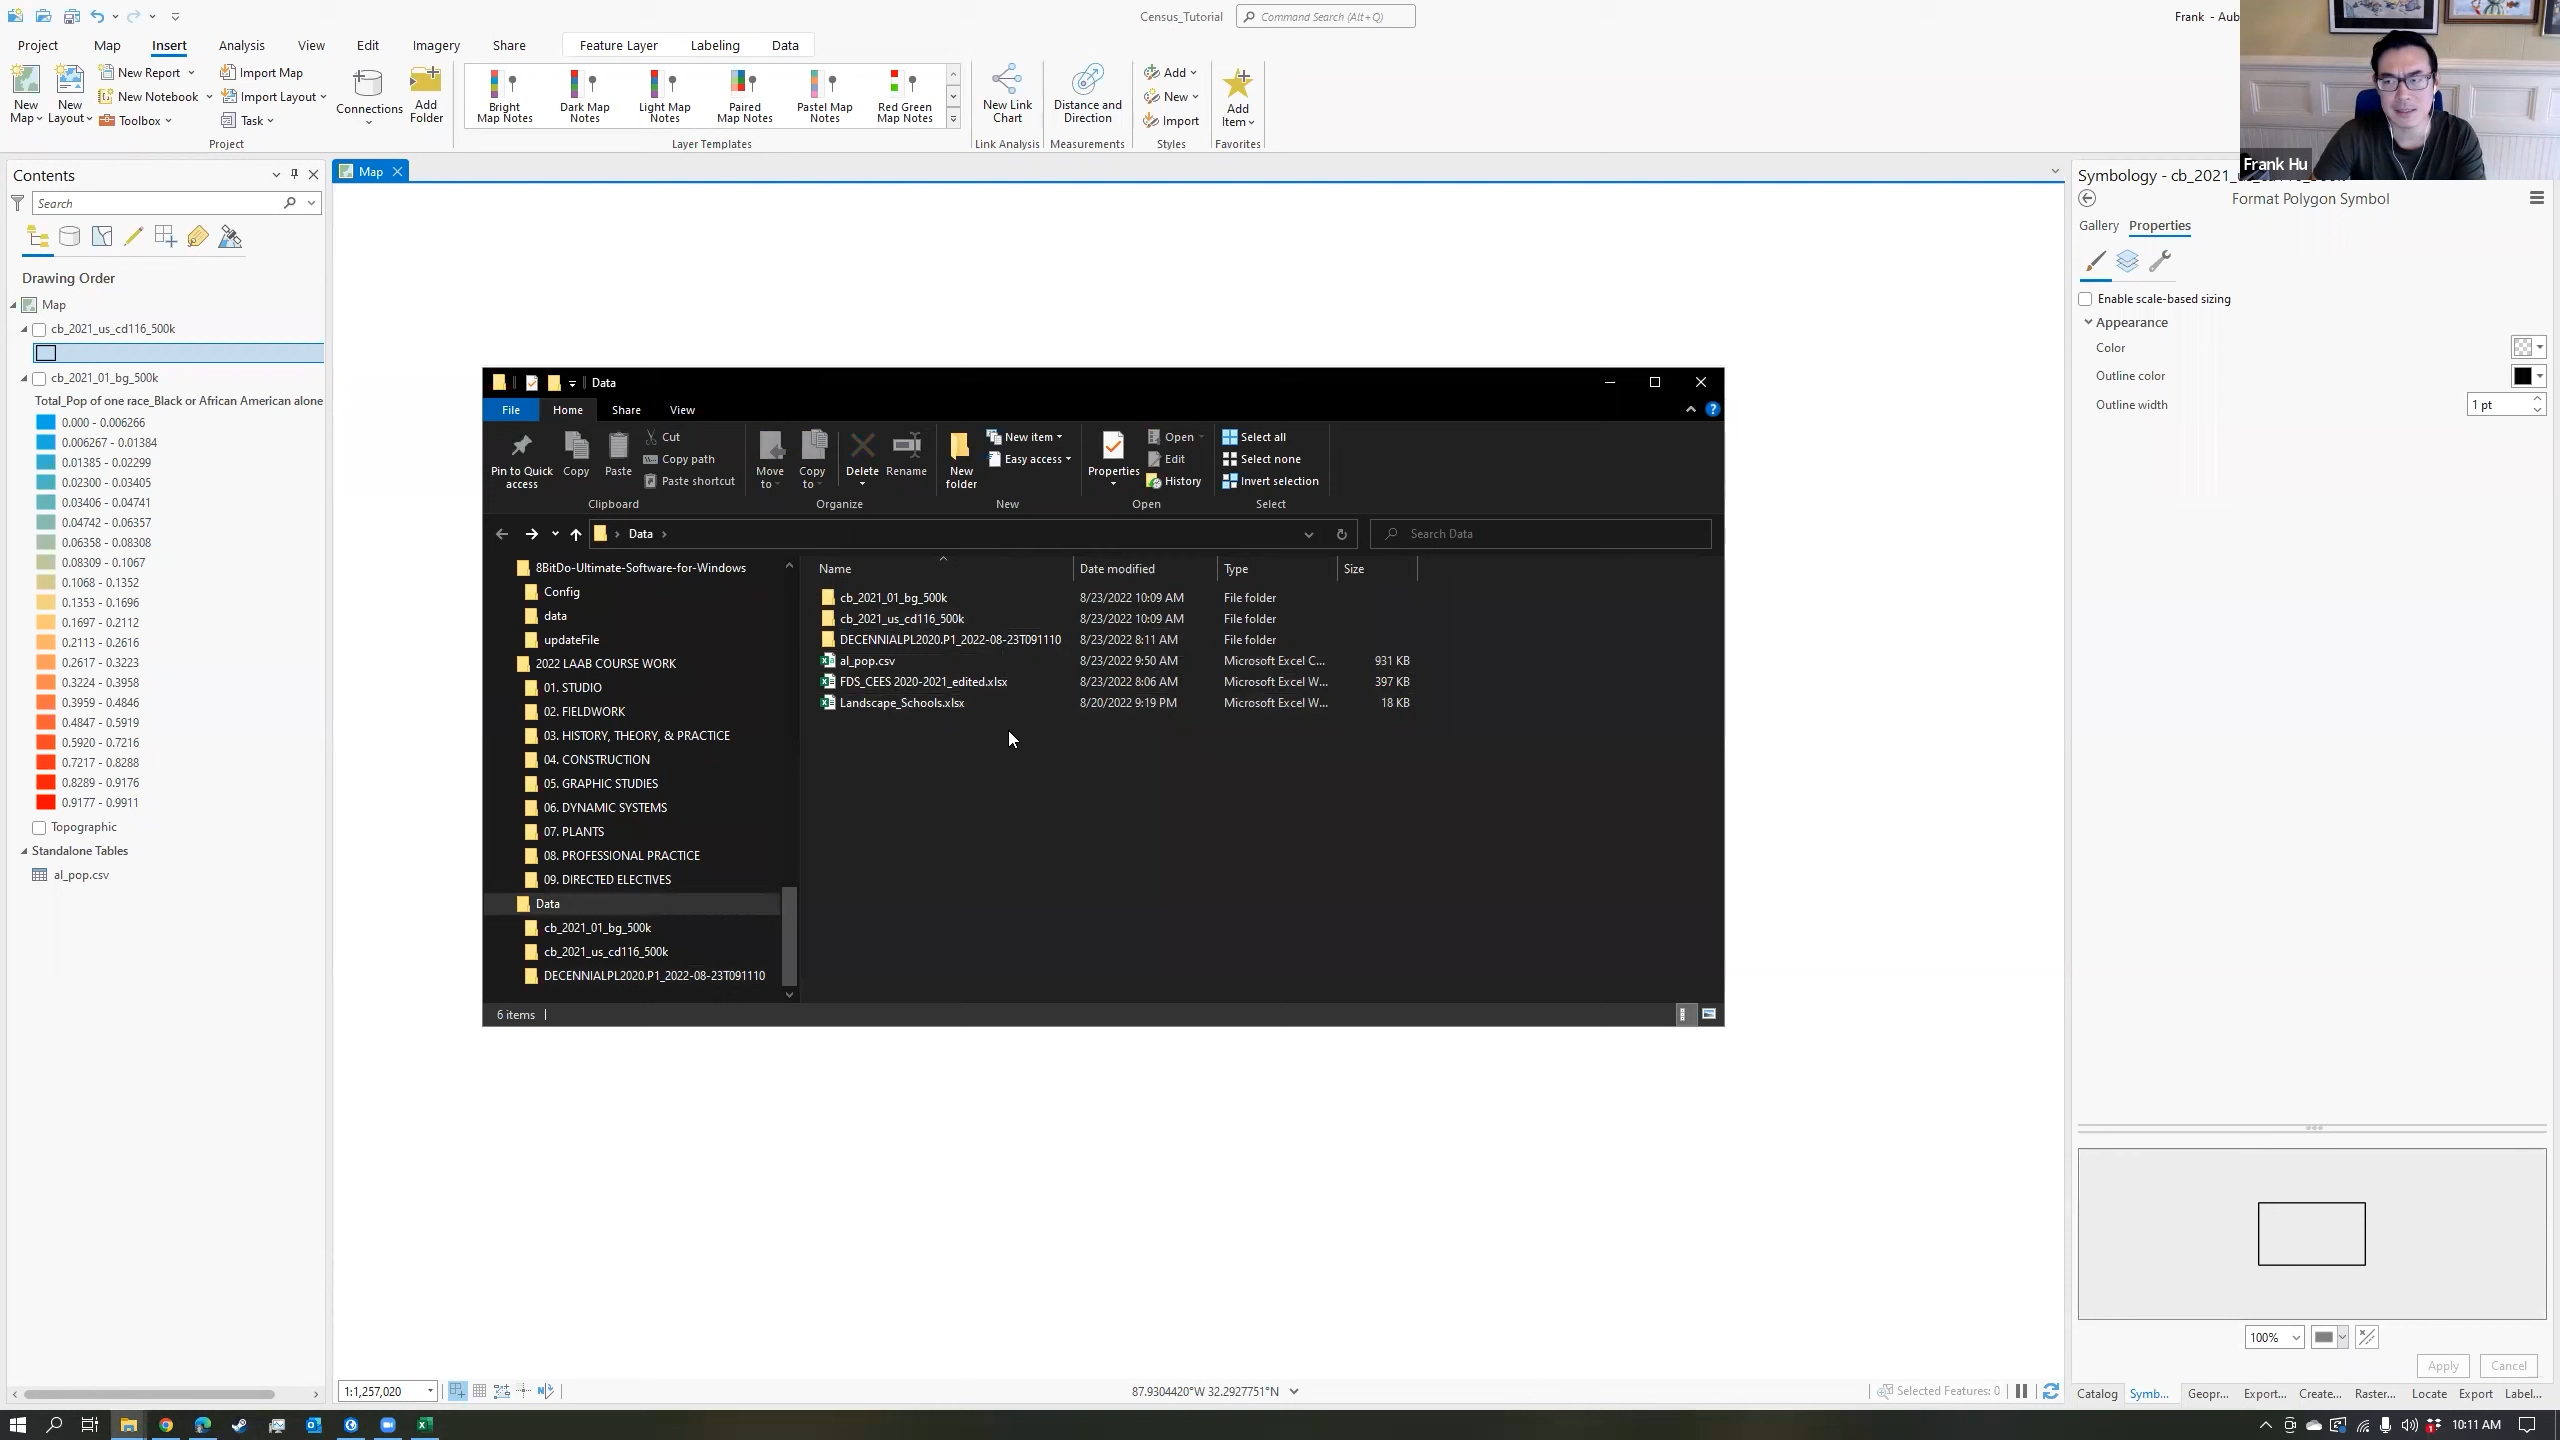 Census_Tutorial
Command Search (Alt+Q)
Frank - Aub
Project Map Insert Analysis View Edit Imagery Share Feature Layer Labeling Data
New Map
New Layout
New Report
New Notebook
Toolbox
Import Map
Import Layout
Task
Connections
Add Folder
Project
Bright Map Notes
Dark Map Notes
Light Map Notes
Paired Map Notes
Pastel Map Notes
Red Green Map Notes
Layer Templates
New Link Chart
Link Analysis
Distance and Direction
Measurements
Add
New
Import
Styles
Add Item
Favorites
Frank Hu
Contents
Search
Drawing Order
Map
cb_2021_us_cd116_500k
cb_2021_01_bg_500k
Total_Pop of one race_Black or African American alone
0.000 - 0.006266
0.006267 - 0.01384
0.01385 - 0.02299
0.02300 - 0.03405
0.03406 - 0.04741
0.04742 - 0.06357
0.06358 - 0.08308
0.08309 - 0.1067
0.1068 - 0.1352
0.1353 - 0.1696
0.1697 - 0.2112
0.2113 - 0.2616
0.2617 - 0.3223
0.3224 - 0.3958
0.3959 - 0.4846
0.4847 - 0.5919
0.5920 - 0.7216
0.7217 - 0.8288
0.8289 - 0.9176
0.9177 - 0.9911
Topographic
Standalone Tables
al_pop.csv
Map
Data
File Home Share View
Pin to Quick access
Copy
Paste
Cut
Copy path
Paste shortcut
Clipboard
Move to
Copy to
Delete
Rename
Organize
New folder
New item
Easy access
New
Properties
Open
Edit
History
Open
Select all
Select none
Invert selection
Select
Data
Search Data
8BitDo-Ultimate-Software-for-Windows
Config
data
updateFile
2022 LAAB COURSE WORK
01. STUDIO
02. FIELDWORK
03. HISTORY, THEORY, & PRACTICE
04. CONSTRUCTION
05. GRAPHIC STUDIES
06. DYNAMIC SYSTEMS
07. PLANTS
08. PROFESSIONAL PRACTICE
09. DIRECTED ELECTIVES
Data
cb_2021_01_bg_500k
cb_2021_us_cd116_500k
DECENNIALPL2020.P1_2022-08-23T091110
Name Date modified Type Size
cb_2021_01_bg_500k 8/23/2022 10:09 AM File folder
cb_2021_us_cd116_500k 8/23/2022 10:09 AM File folder
DECENNIALPL2020.P1_2022-08-23T091110 8/23/2022 8:11 AM File folder
al_pop.csv 8/23/2022 9:50 AM Microsoft Excel C... 931 KB
FDS_CEES 2020-2021_edited.xlsx 8/23/2022 8:06 AM Microsoft Excel W... 397 KB
Landscape_Schools.xlsx 8/20/2022 9:19 PM Microsoft Excel W... 18 KB
6 items
Symbology - cb_2021_
Format Polygon Symbol
Gallery Properties
Enable scale-based sizing
Appearance
Color
Outline color
Outline width 1 pt
100%
Apply Cancel
1:1,257,020
87.9304420°W 32.2927751°N
Selected Features: 0
Catalog Symb... Geopr... Export... Create... Raster... Locate Export Label...
10:11 AM